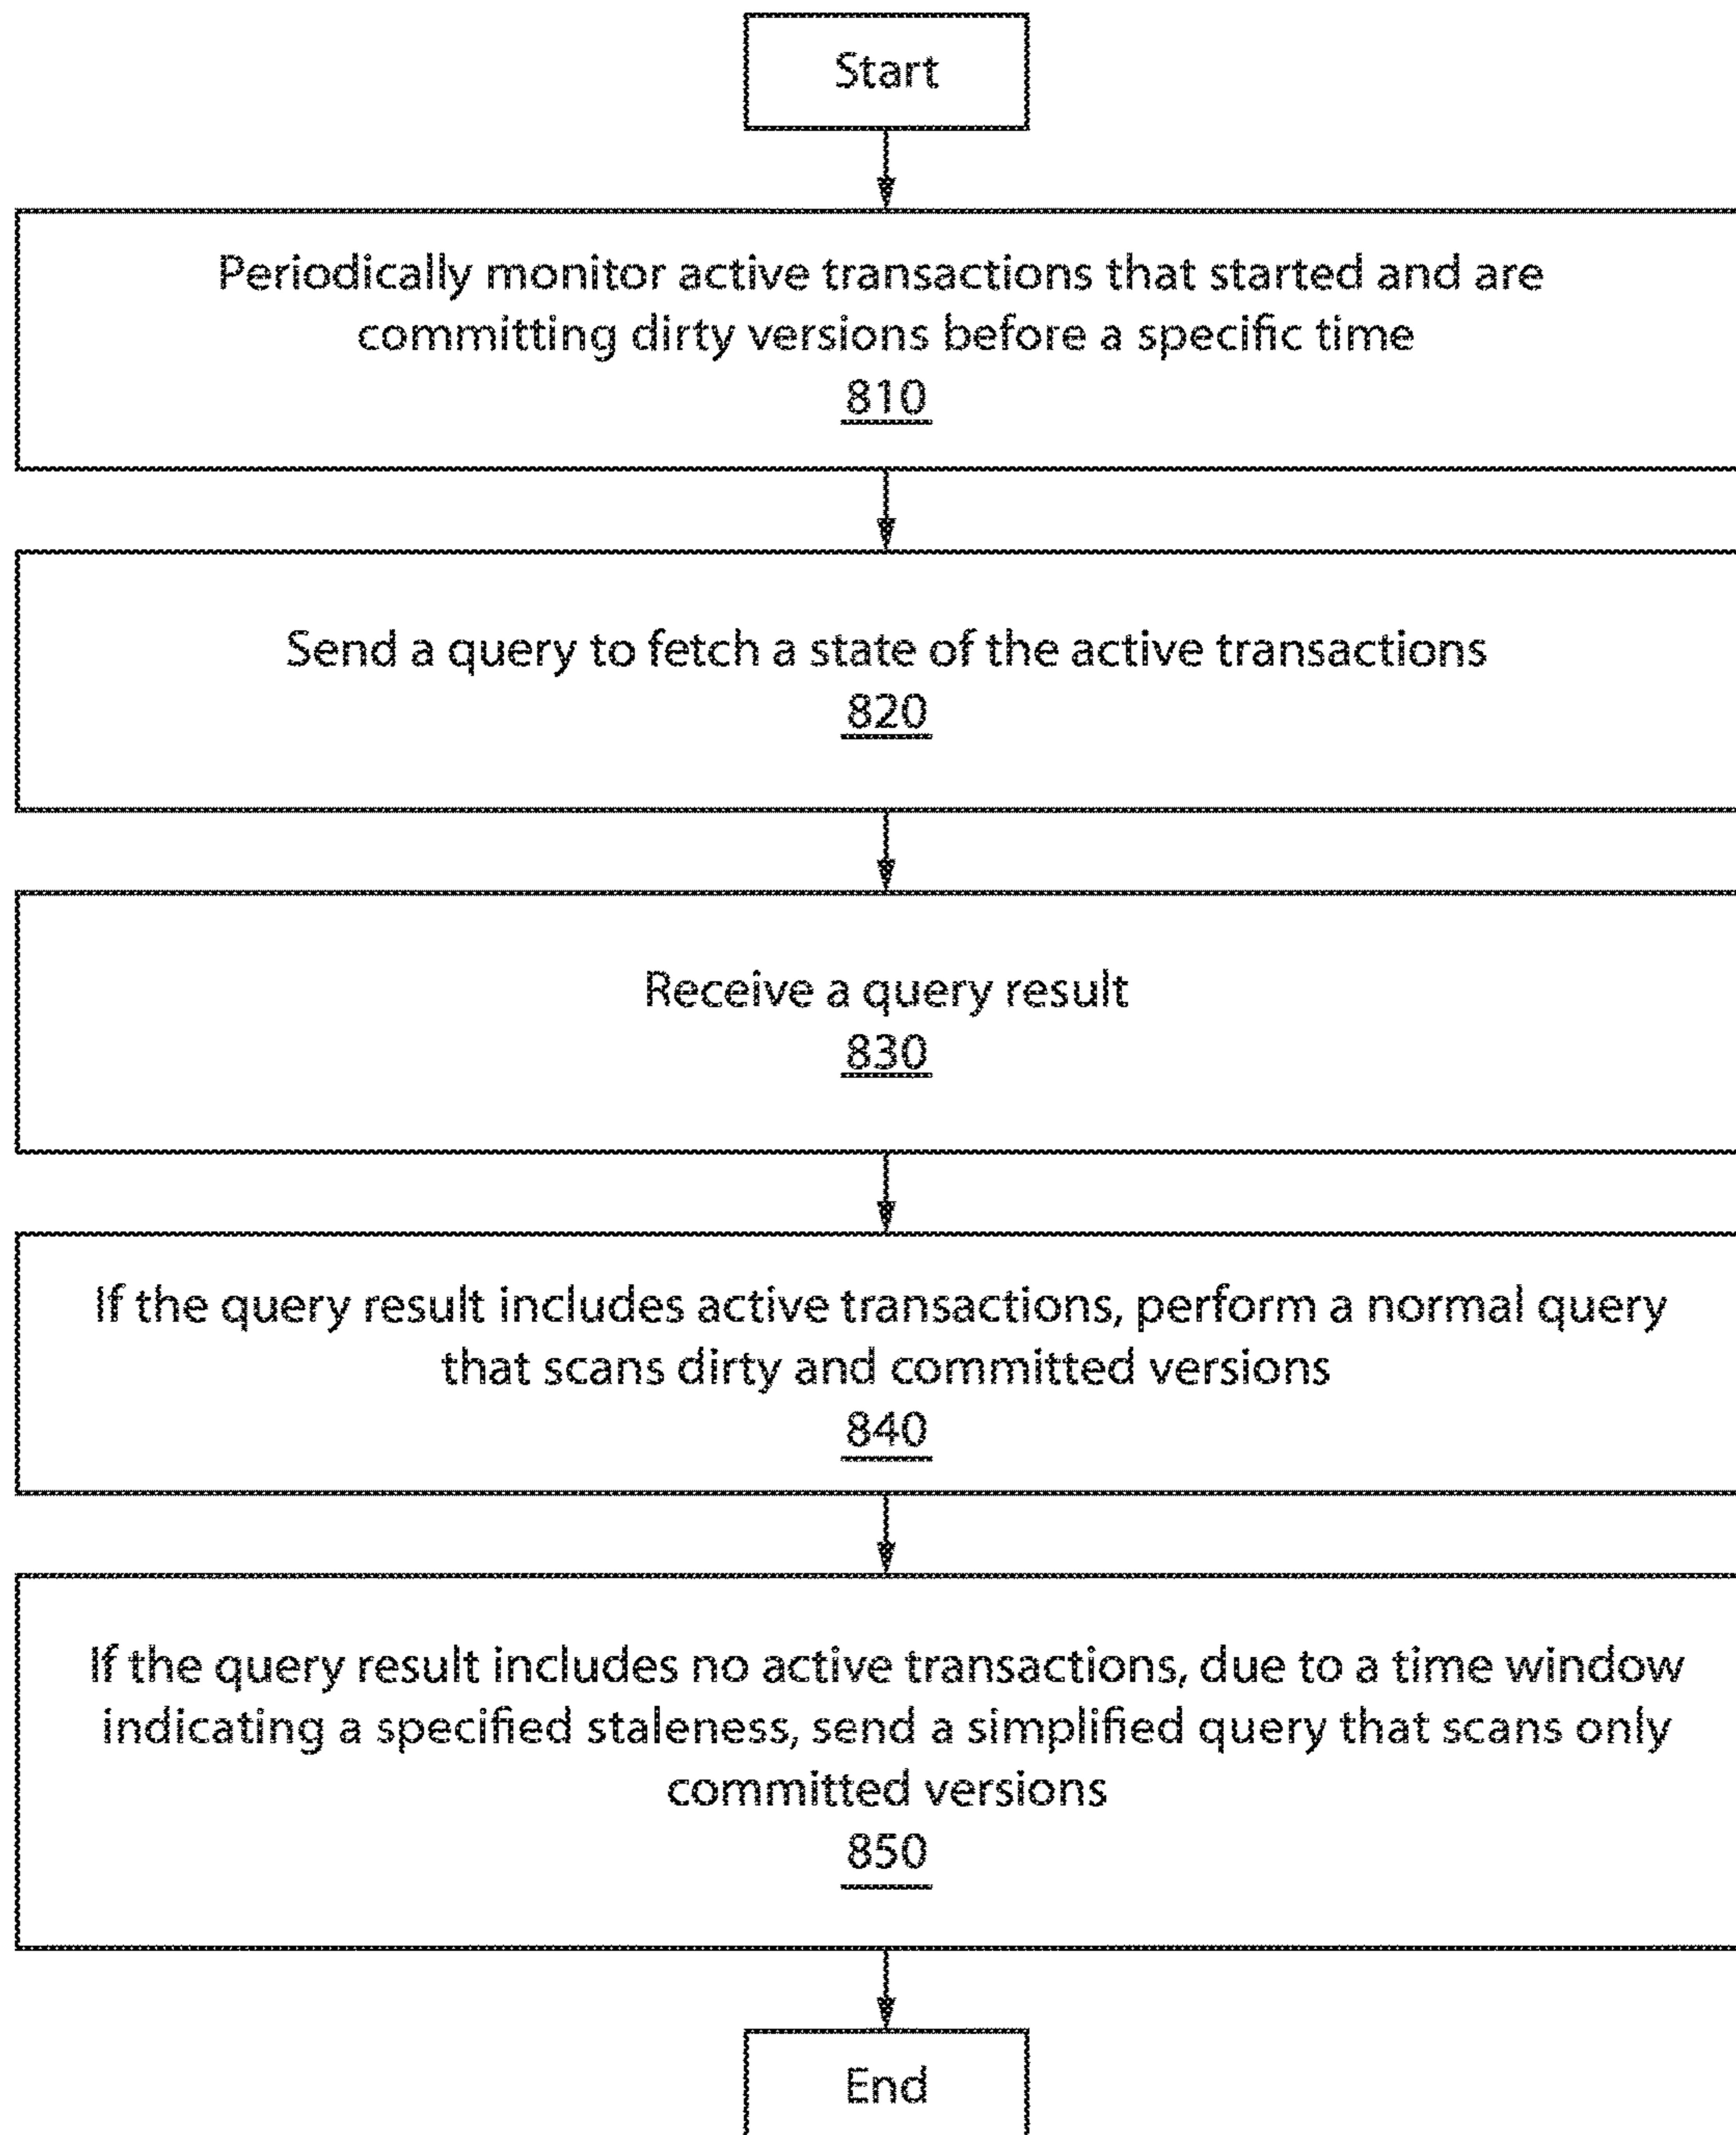 Start
Periodically monitor active transactions that started and are
committing dirty versions before a specific time
810
Send a query to fetch a state of the active transactions
820
Receive a query result
830
If the query result includes active transactions, perform a normal query
that scans dirty and committed versions
840
If the query result includes no active transactions, due to a time window
indicating a specified staleness, send a simplified query that scans only
committed versions
850
End